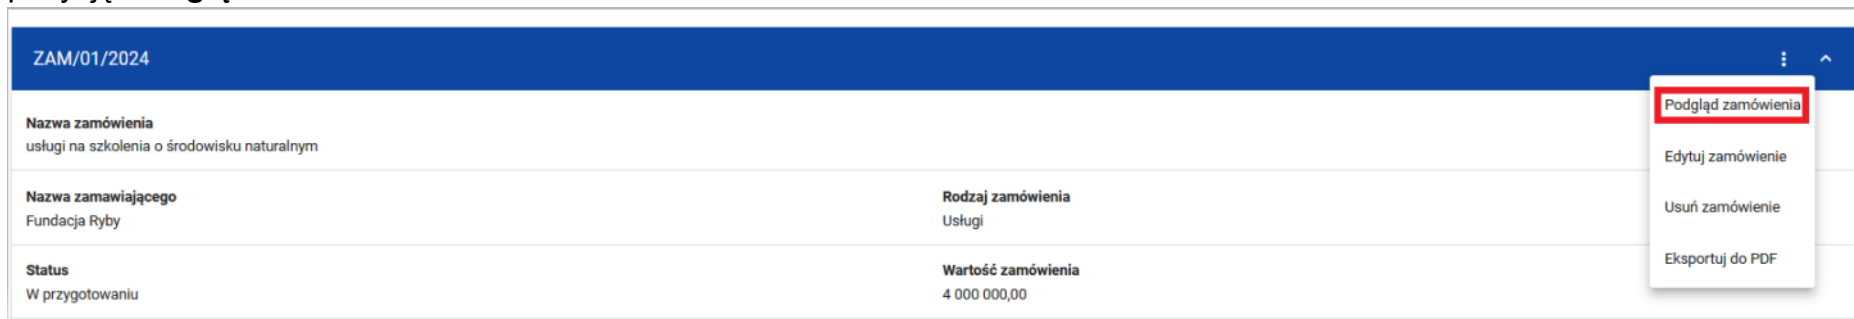 ZAM/01/2024
Podgląd zamówienia
Nazwa zamówienia
usługi na szkolenia o środowisku naturalnym
Edytuj zamówienie
Nazwa zamawiającego
Rodzaj zamówienia
Fundacja Ryby
Usługi
Usuń zamówienie
Status
Wartość zamówienia
Eksportuj do PDF
W przygotowaniu
4 000 000,00